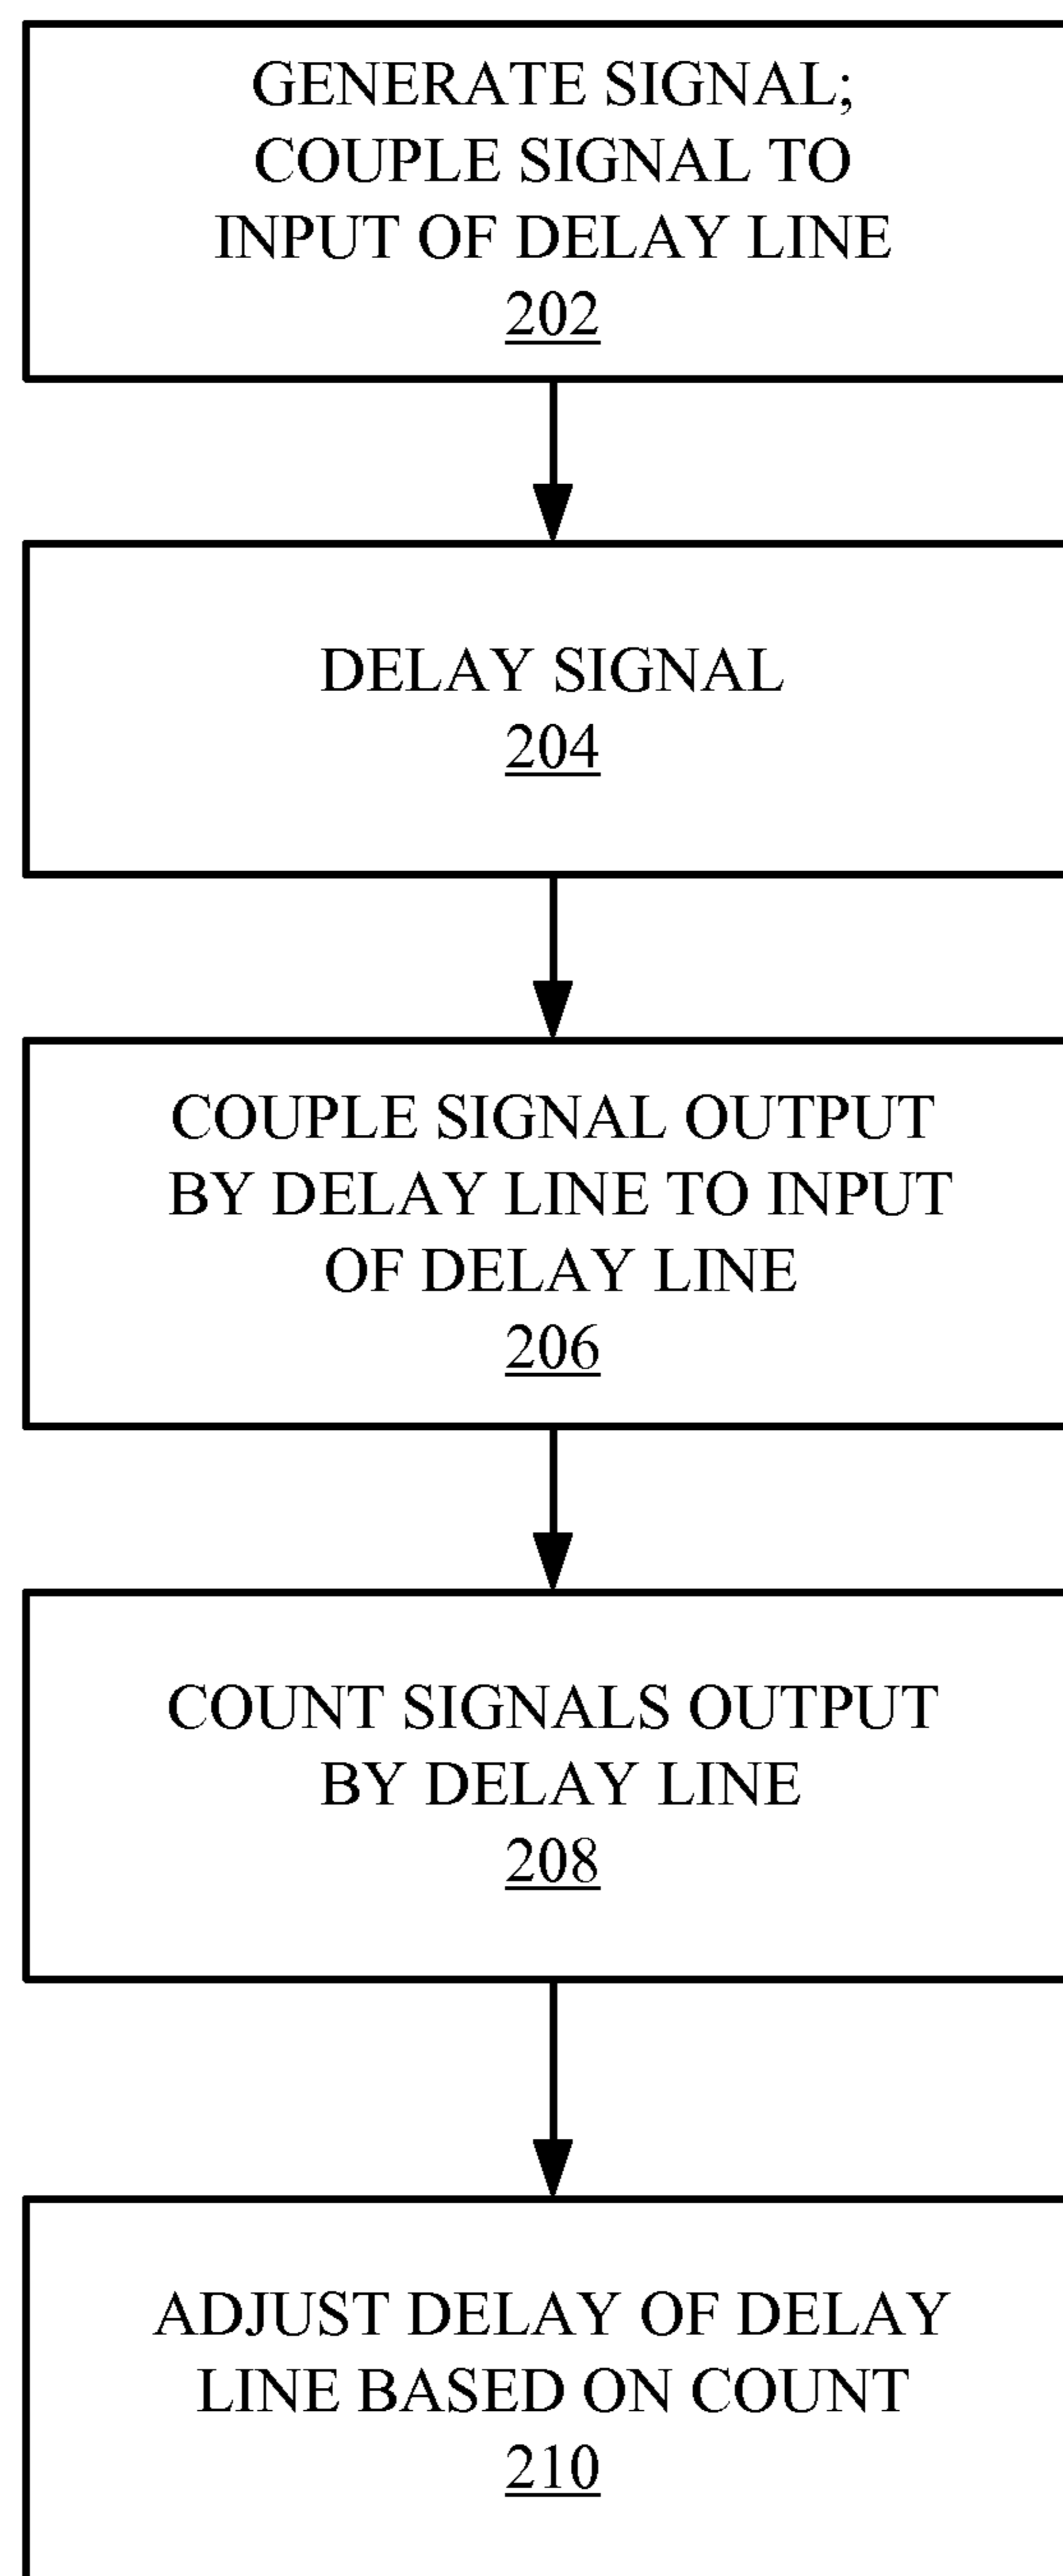 GENERATE SIGNAL;
COUPLE SIGNAL TO
INPUT OF DELAY LINE
202
DELAY SIGNAL
204
COUPLE SIGNAL OUTPUT
BY DELAY LINE TO INPUT
OF DELAY LINE
206
COUNT SIGNALS OUTPUT
BY DELAY LINE
208
ADJUST DELAY OF DELAY
LINE BASED ON COUNT
210